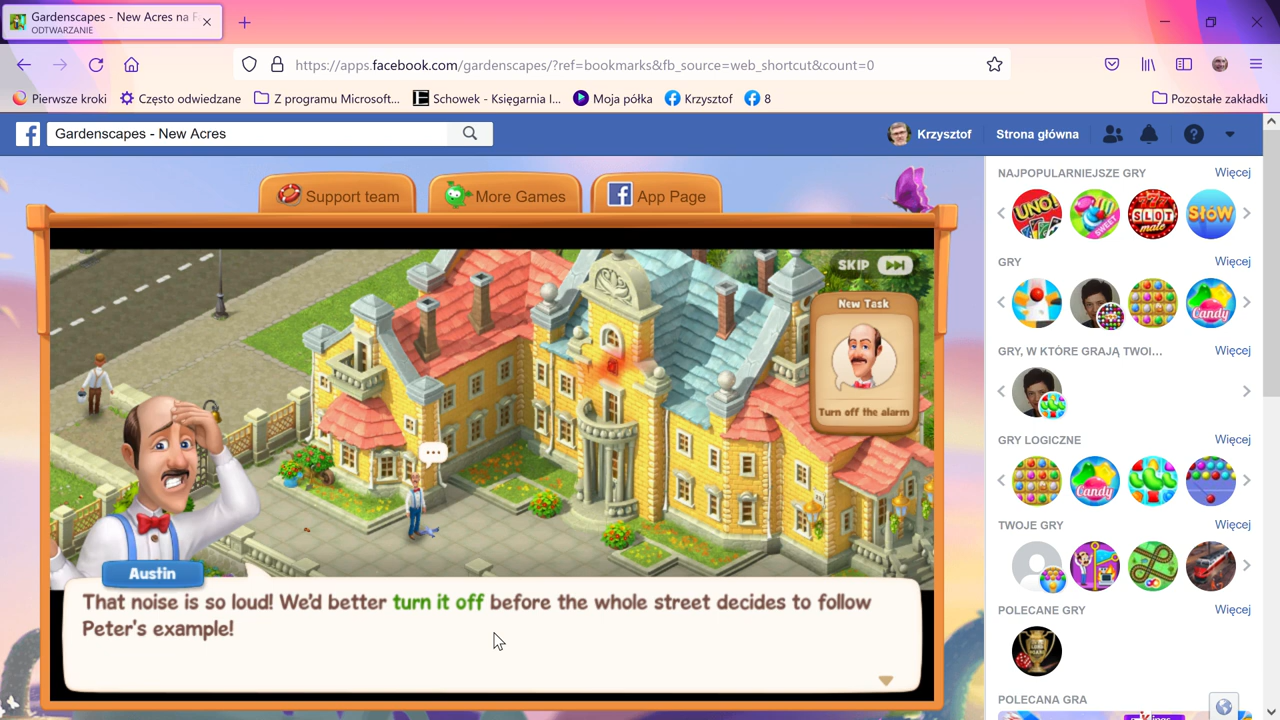 Gardenscapes - New Acres na F
ODTWARZANIE
https://apps.facebook.com/gardenscapes/?ref=bookmarks&fb_source=web_shortcut&count=0
Pierwsze kroki
Często odwiedzane
Z programu Microsoft...
Schowek - Księgarnia I...
Moja półka
Krzysztof
8
Pozostałe zakładki
Gardenscapes - New Acres
Krzysztof
Strona główna
Support team
More Games
App Page
SKIP
New Task
Turn off the alarm
Austin
That noise is so loud! We'd better turn it off before the whole street decides to follow
Peter's example!
NAJPOPULARNIEJSZE GRY
Więcej
UNO!
SWEET
SLOT
mate
SŁÓW
GRY
Więcej
Candy
GRY, W KTÓRE GRAJĄ TWOI...
Więcej
GRY LOGICZNE
Więcej
Candy
TWOJE GRY
Więcej
POLECANE GRY
Więcej
POLECANA GRA